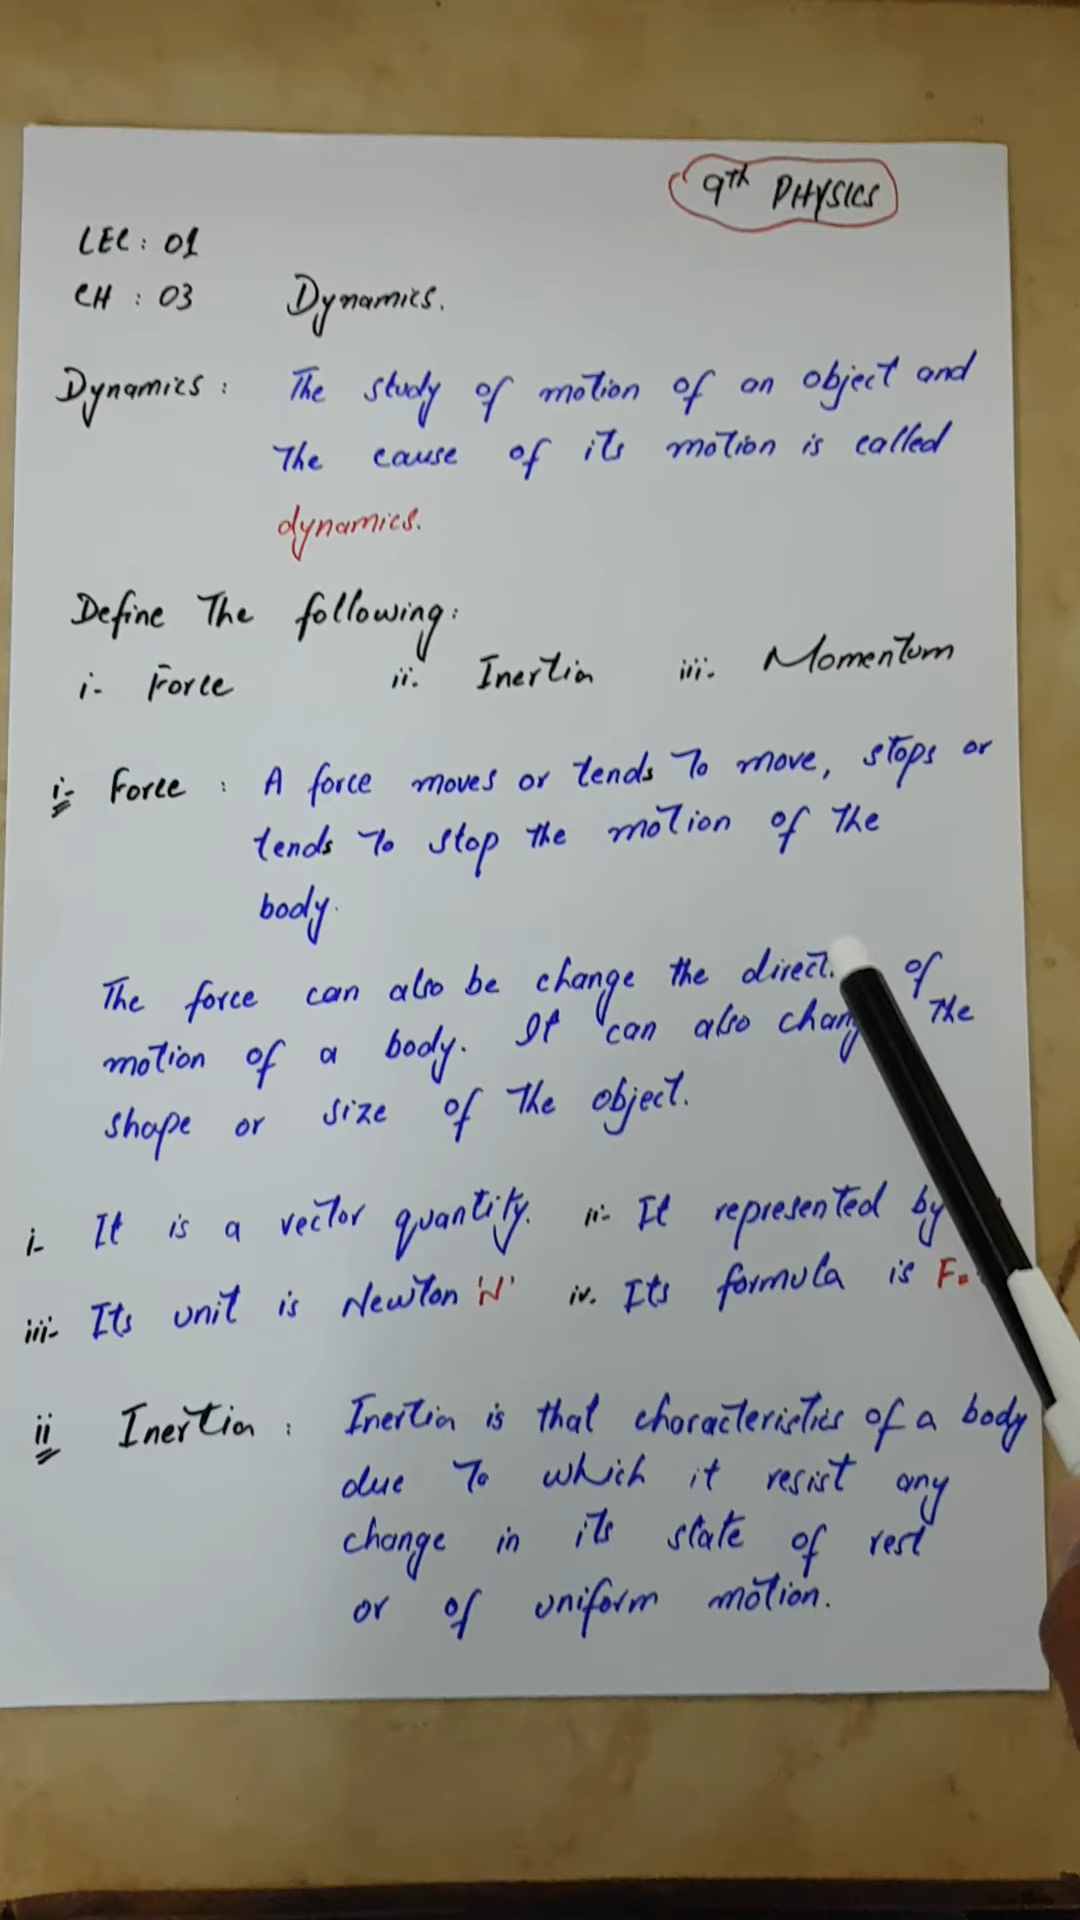 9th PHYSICS
LEC: 01
CH : 03 Dynamics.
Dynamics: The study of motion of an object and
The cause of its motion is called
dynamics.
Define The following:
i- Force ii. Inertia iii. Momentum
i- Force : A force moves or tends To move, stops or
tends To stop the motion of The
body.
The force can also be change the of
motion of a body. It can also The
shape or size of The object.
i- It is a vector quantity. ii- It represented by
iii- Its unit is Newton 'N' iv. Its formula is F=
ii Inertia : Inertia is that characteristics of a body
due To which it resist any
change in its state of rest
or of uniform motion.